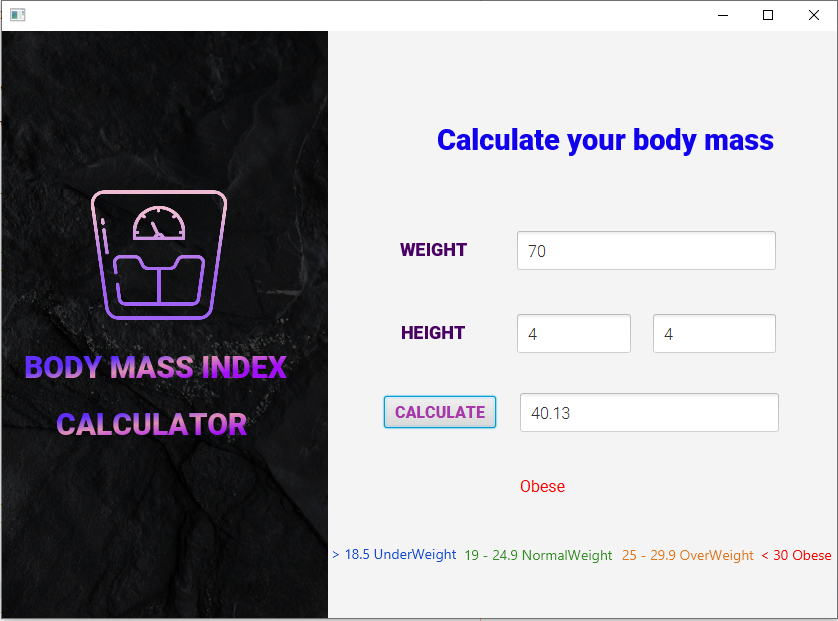 BODY MASS INDEX
CALCULATOR
Calculate your body mass
WEIGHT 70
HEIGHT 4 4
CALCULATE 40.13
Obese
> 18.5 UnderWeight 19 - 24.9 NormalWeight 25 - 29.9 OverWeight < 30 Obese